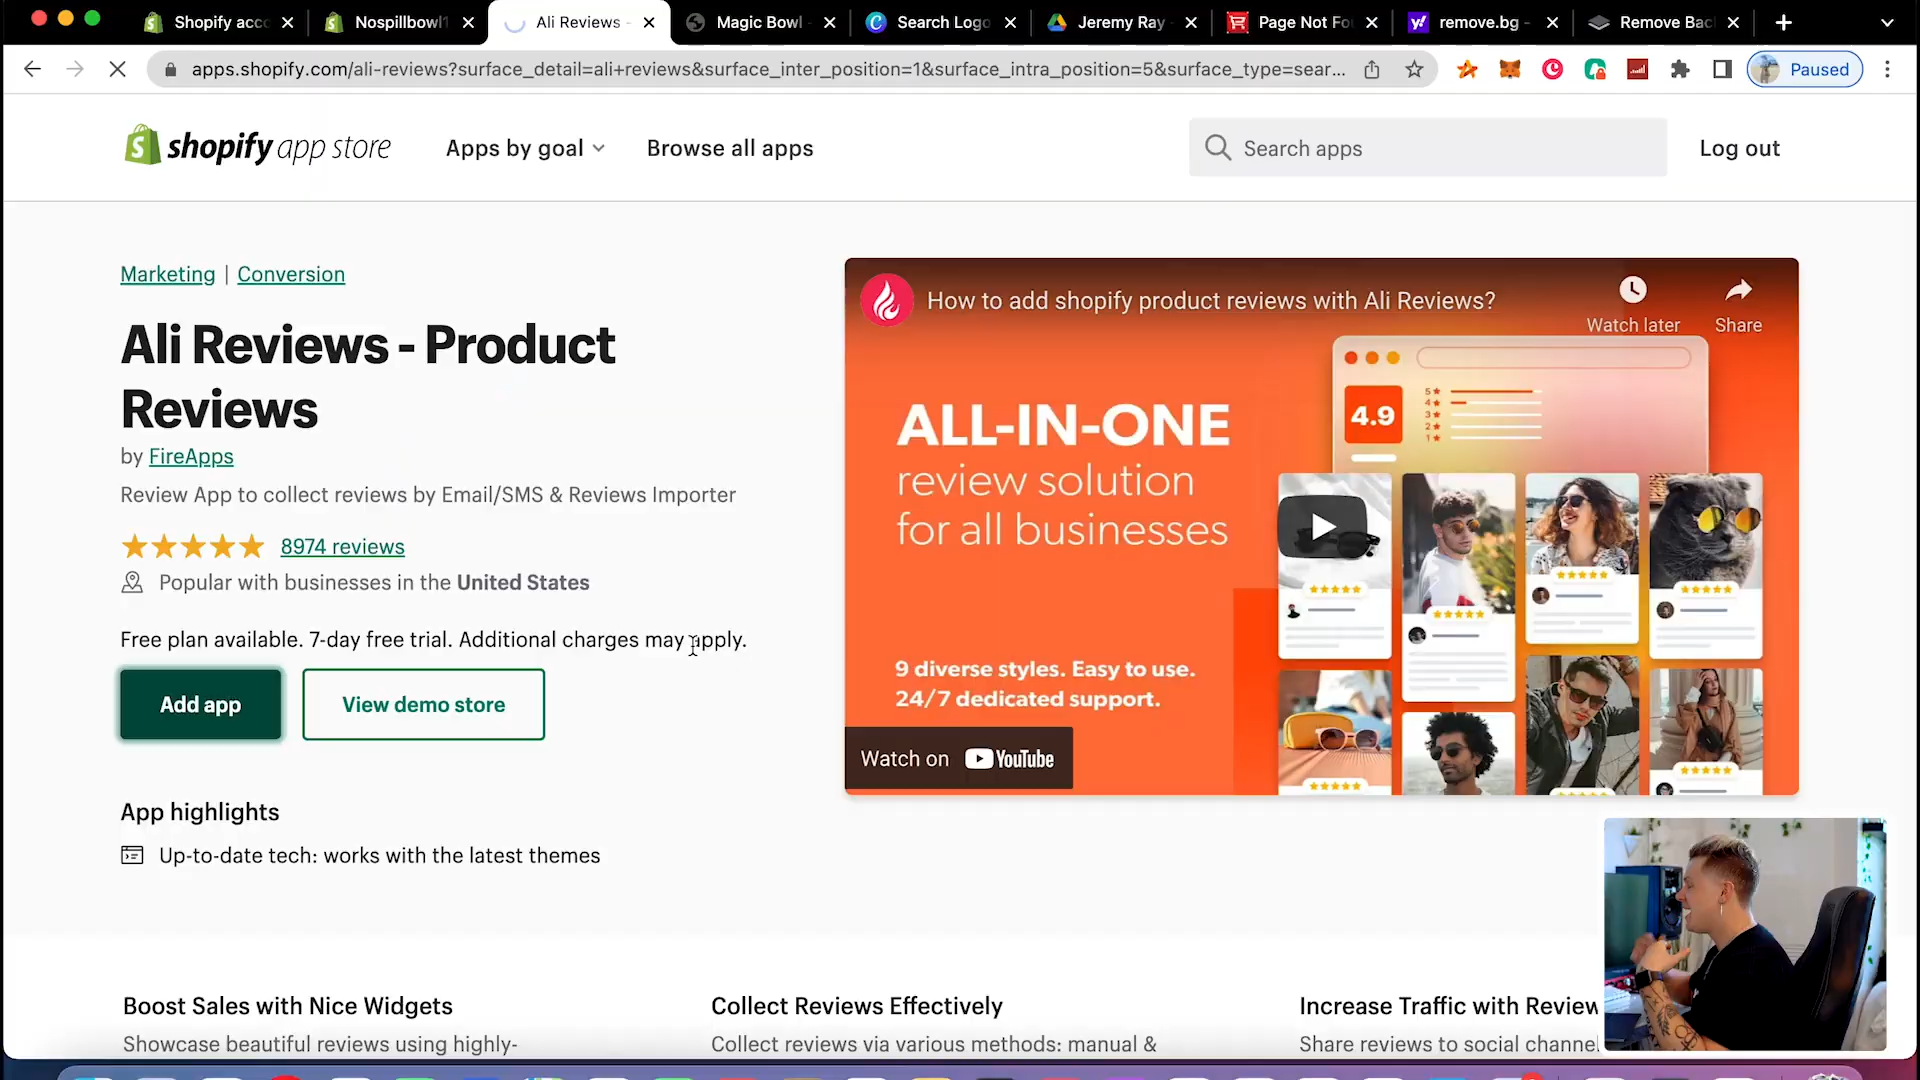 Shopify acc
Nospillbowl1
Ali Reviews -
Magic Bowl -
Search Logo
Jeremy Ray
Page Not Fo
remove.bg -
Remove Bac
apps.shopify.com/ali-reviews?surface_detail=ali+reviews&surface_inter_position=1&surface_intra_position=5&surface_type=sear...
Paused
shopify app store
Apps by goal
Browse all apps
Search apps
Log out
Marketing | Conversion
Ali Reviews - Product
Reviews
by FireApps
Review App to collect reviews by Email/SMS & Reviews Importer
8974 reviews
Popular with businesses in the United States
Free plan available. 7-day free trial. Additional charges may apply.
Add app
View demo store
App highlights
Up-to-date tech: works with the latest themes
How to add shopify product reviews with Ali Reviews?
Watch later
Share
ALL-IN-ONE
review solution
for all businesses
4.9
5
4
3
2
1
9 diverse styles. Easy to use.
24/7 dedicated support.
Watch on YouTube
Boost Sales with Nice Widgets
Showcase beautiful reviews using highly-
Collect Reviews Effectively
Collect reviews via various methods: manual &
Increase Traffic with Review
Share reviews to social channe